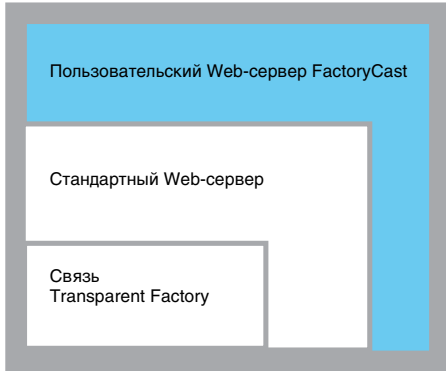 Пользовательский Web-сервер FactoryCast
Стандартный Web-сервер
Связь
Transparent Factory